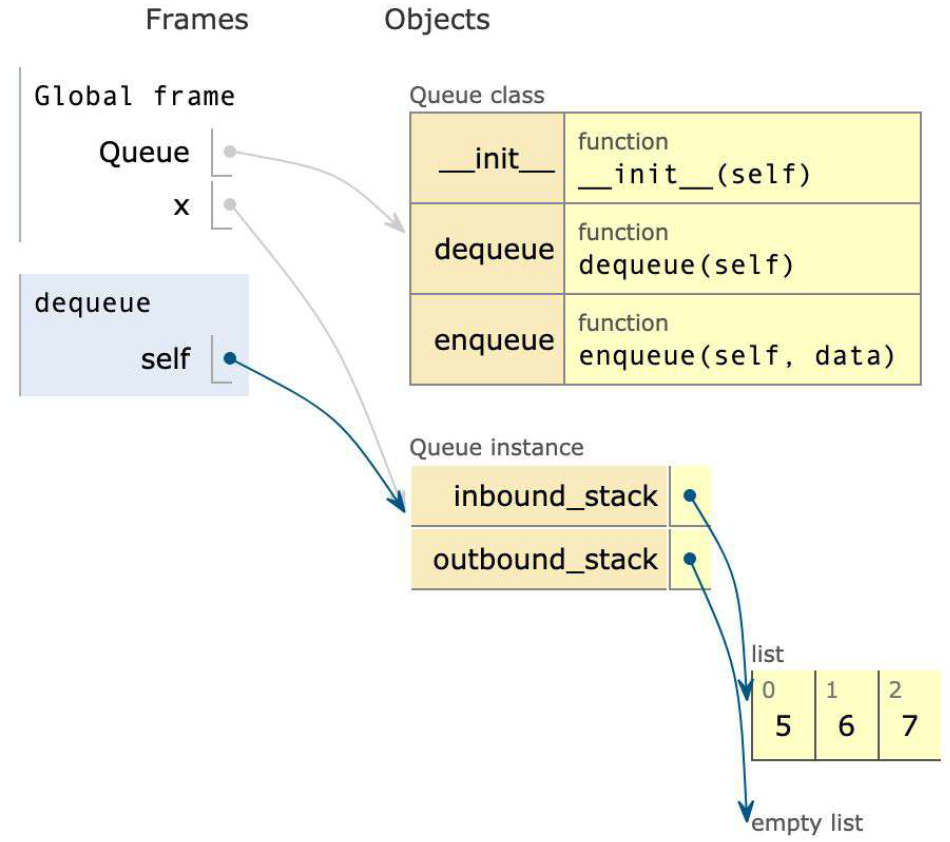 Frames Objects
Global frame
Queue
x
dequeue
self
Queue class
__init__ function
__init__(self)
dequeue function
dequeue(self)
enqueue function
enqueue(self, data)
Queue instance
inbound_stack
outbound_stack
list
0 1 2
5 6 7
empty list